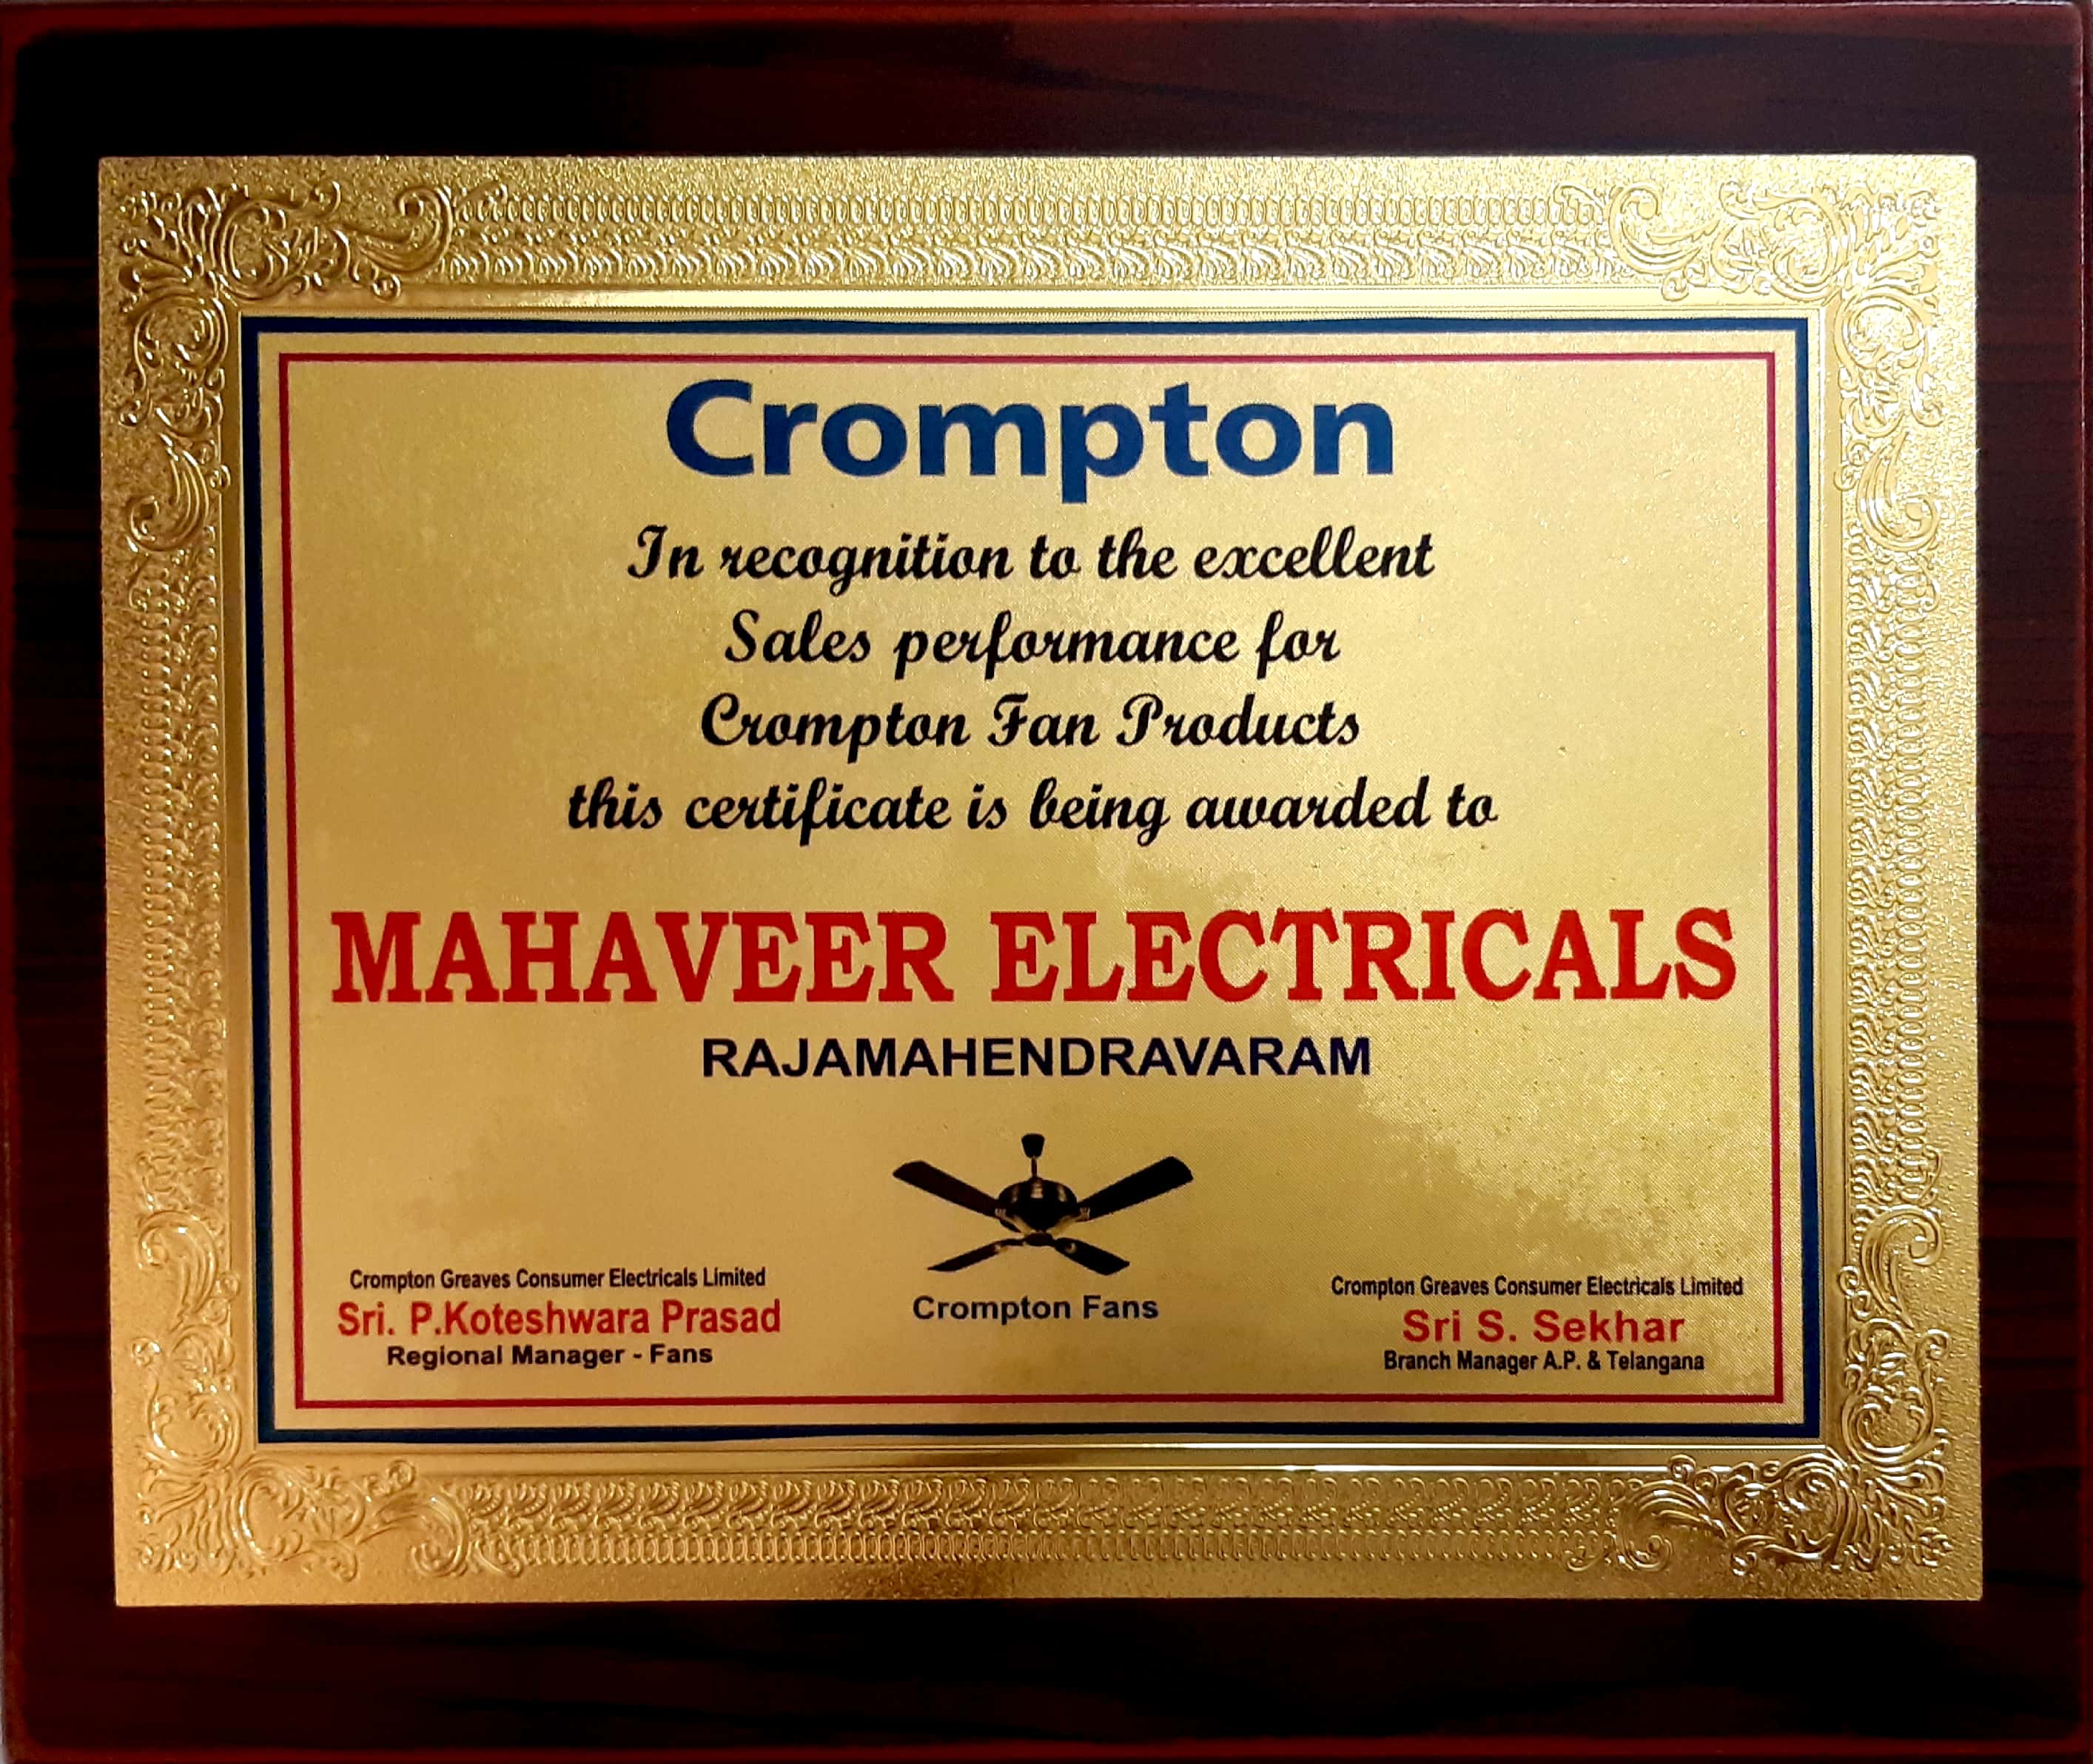 Crompton
In recognition to the excellent
Sales performance for
Crompton Fan Products
this certificate is being awarded to
MAHAVEER ELECTRICALS
RAJAMAHENDRAVARAM
Crompton Greaves Consumer Electricals Limited
Sri. P.Koteshwara Prasad
Regional Manager - Fans
Crompton Fans
Crompton Greaves Consumer Electricals Limited
Sri S. Sekhar
Branch Manager A.P. & Telangana